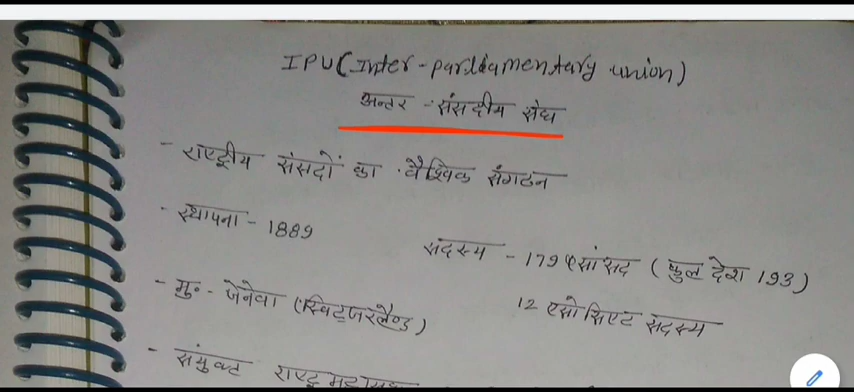 IPU (Inter-parliamentary union)
अन्तर - संसदीय संघ
- राष्ट्रीय संसदों का वैश्विक संगठन
- स्थापना - 1889
सदस्य - 179 सांसद (कुल देश 193)
- मु॰ - जेनेवा (स्विट्जरलैण्ड)
12 एसोसिएट सदस्य
- संयुक्त राष्ट्र